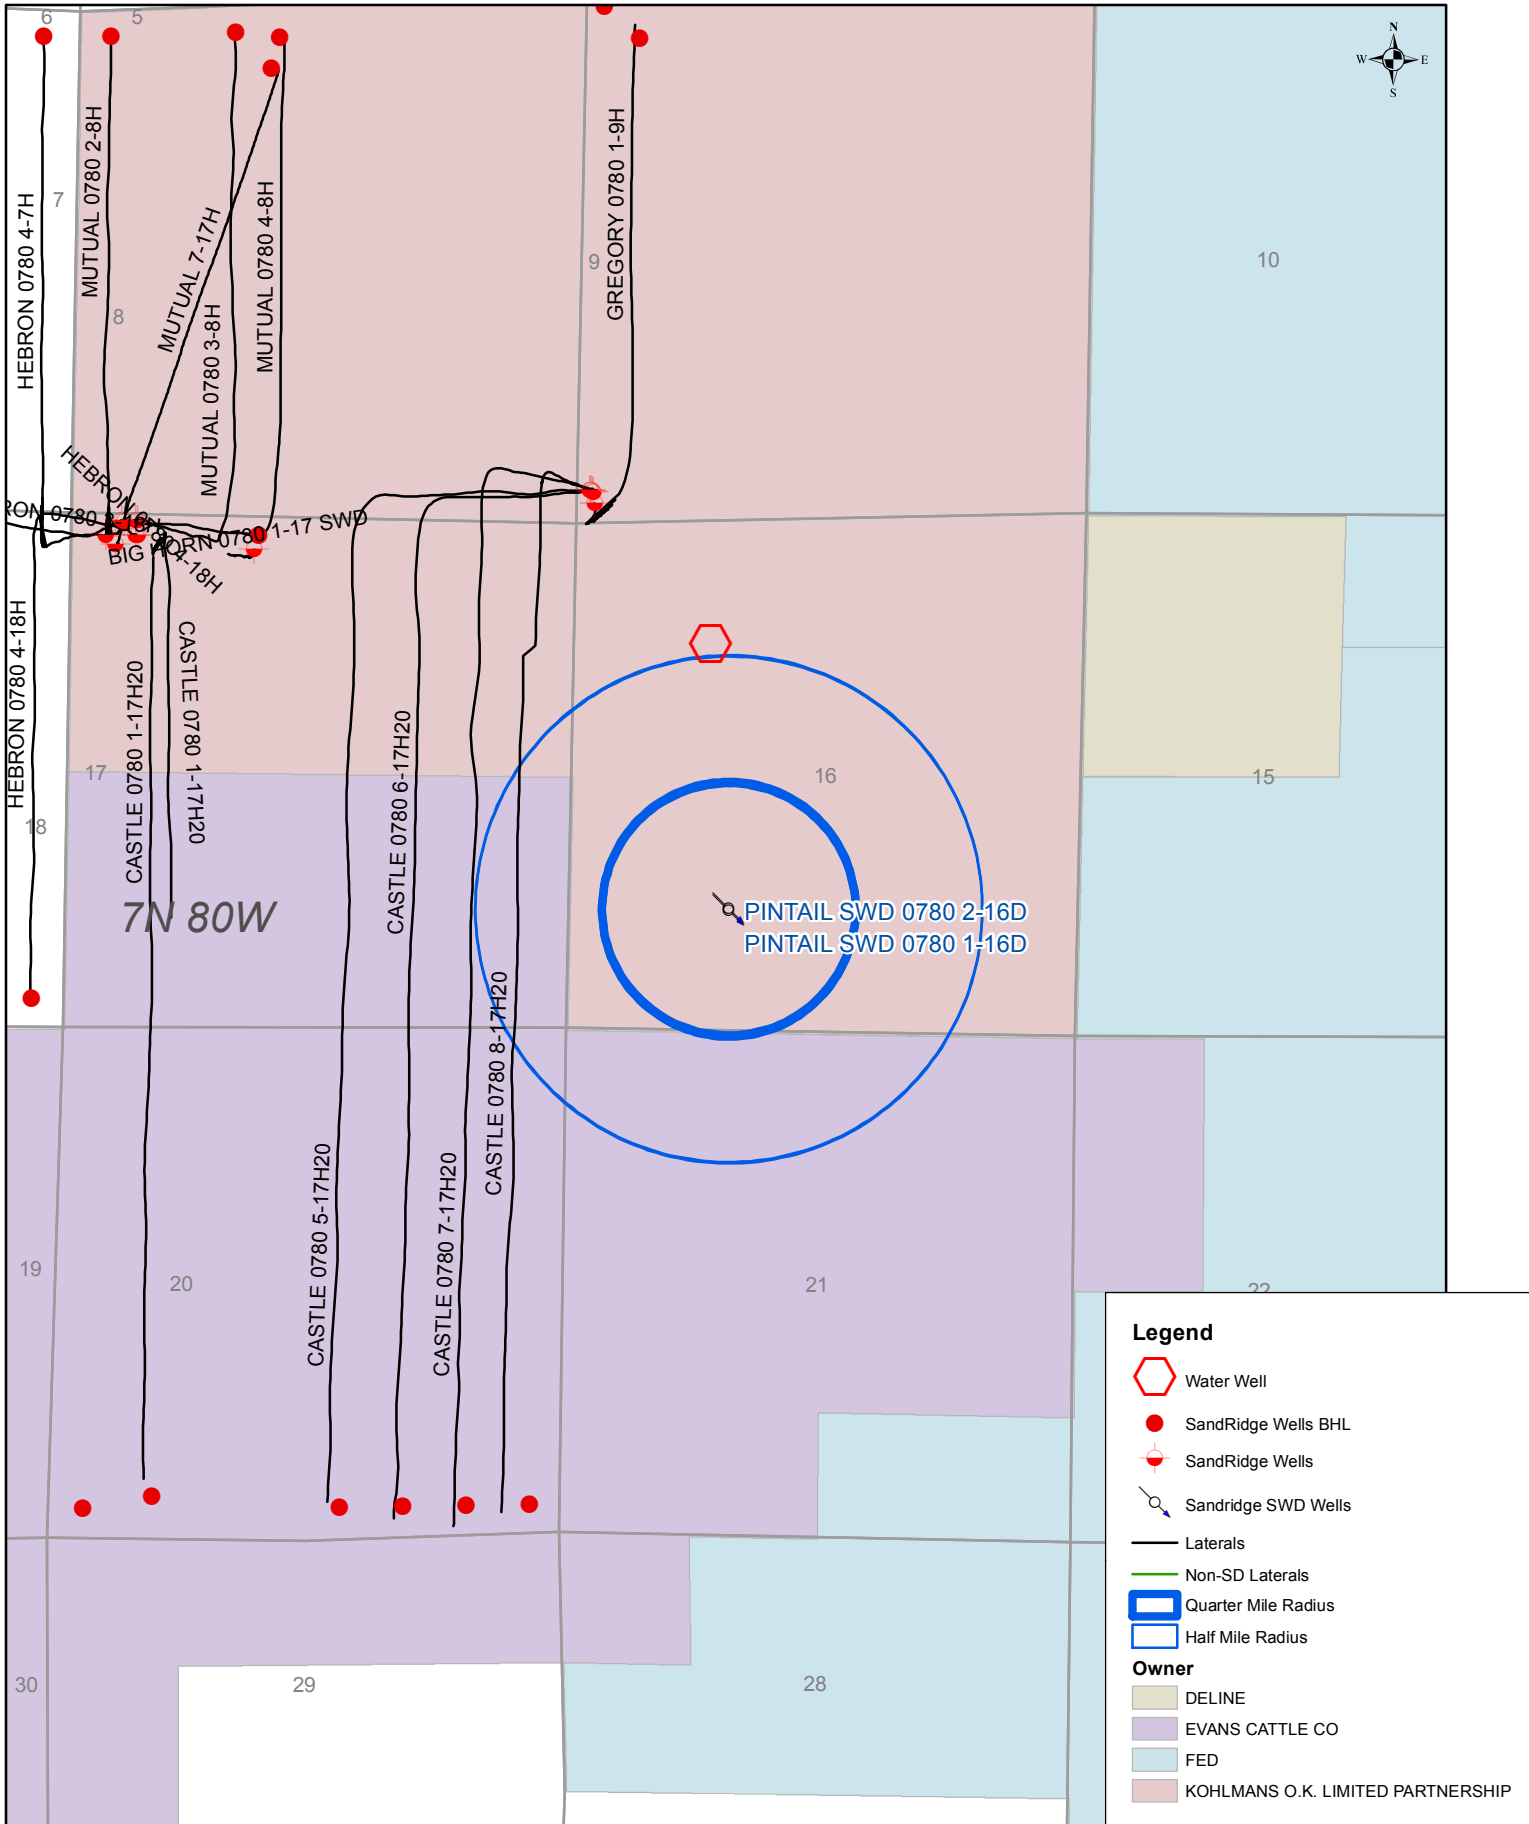 6
5
N
W
E
S
HEBRON 0780 4-7H
7
MUTUAL 0780 2-8H
8
MUTUAL 7-17H
MUTUAL 0780 3-8H
MUTUAL 0780 4-8H
9
GREGORY 0780 1-9H
10
HEBRON
4-18H
BIG HORN 0780 1-17 SWD
HEBRON 0780 4-18H
18
17
CASTLE 0780 1-17H20
CASTLE 0780 1-17H20
CASTLE 0780 6-17H20
16
15
7N 80W
PINTAIL SWD 0780 2-16D
PINTAIL SWD 0780 1-16D
CASTLE 0780 8-17H20
CASTLE 0780 5-17H20
CASTLE 0780 7-17H20
19
20
21
22
30
29
28
Legend
Water Well
SandRidge Wells BHL
SandRidge Wells
Sandridge SWD Wells
Laterals
Non-SD Laterals
Quarter Mile Radius
Half Mile Radius
Owner
DELINE
EVANS CATTLE CO
FED
KOHLMANS O.K. LIMITED PARTNERSHIP